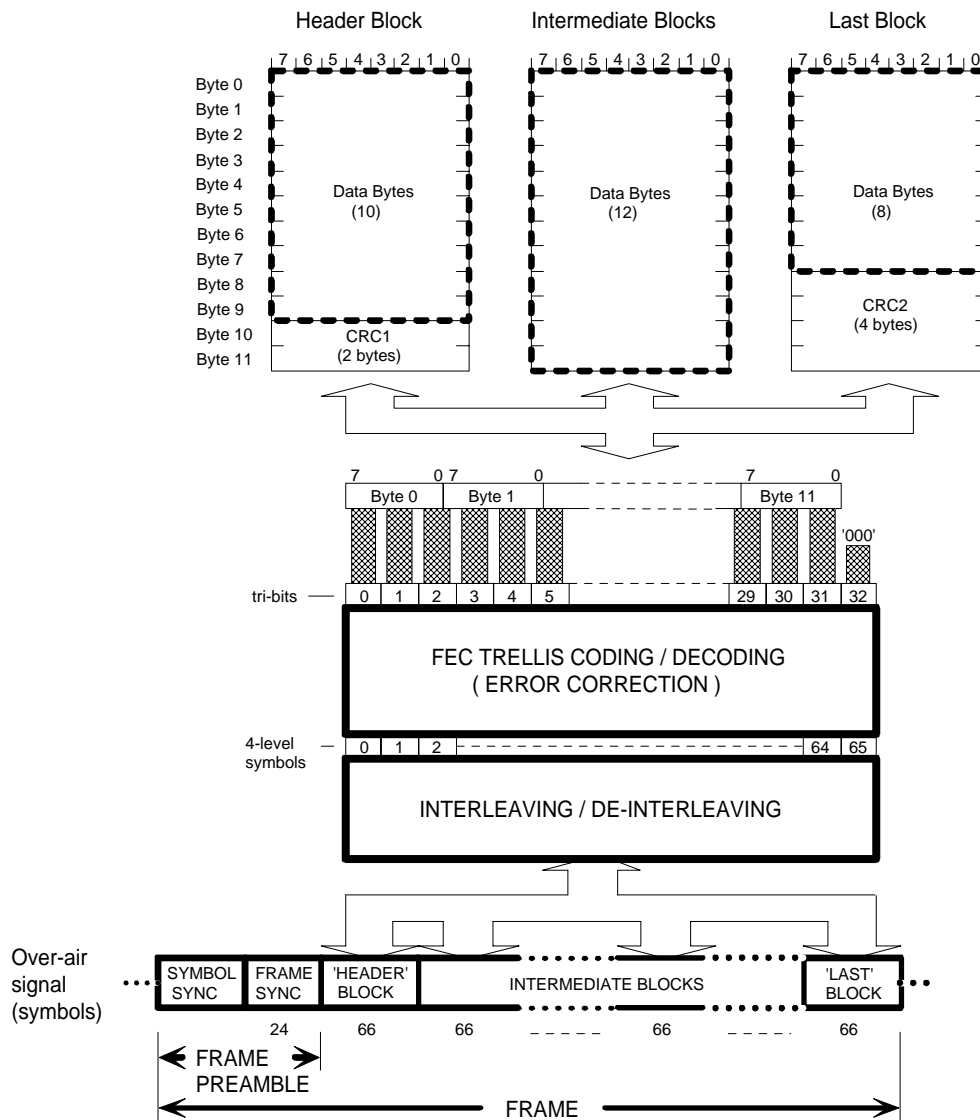 Header Block Intermediate Blocks Last Block
7 6 5 4 3 2 1 0 7 6 5 4 3 2 1 0 7 6 5 4 3 2 1 0
Byte 0
Byte 1
Byte 2
Byte 3
Byte 4
Byte 5
Byte 6
Byte 7
Byte 8
Byte 9
Byte 10
Byte 11
Data Bytes
(10)
CRC1
(2 bytes)
Data Bytes
(12)
Data Bytes
(8)
CRC2
(4 bytes)
7 0 7 0 7 0
Byte 0 Byte 1 Byte 11
'000'
tri-bits 0 1 2 3 4 5 29 30 31 32
FEC TRELLIS CODING / DECODING
( ERROR CORRECTION )
4-level
symbols
0 1 2 64 65
INTERLEAVING / DE-INTERLEAVING
Over-air
signal
(symbols)
SYMBOL
SYNC
FRAME
SYNC
'HEADER'
BLOCK
INTERMEDIATE BLOCKS
'LAST'
BLOCK
24 66 66 66 66
FRAME
PREAMBLE
FRAME